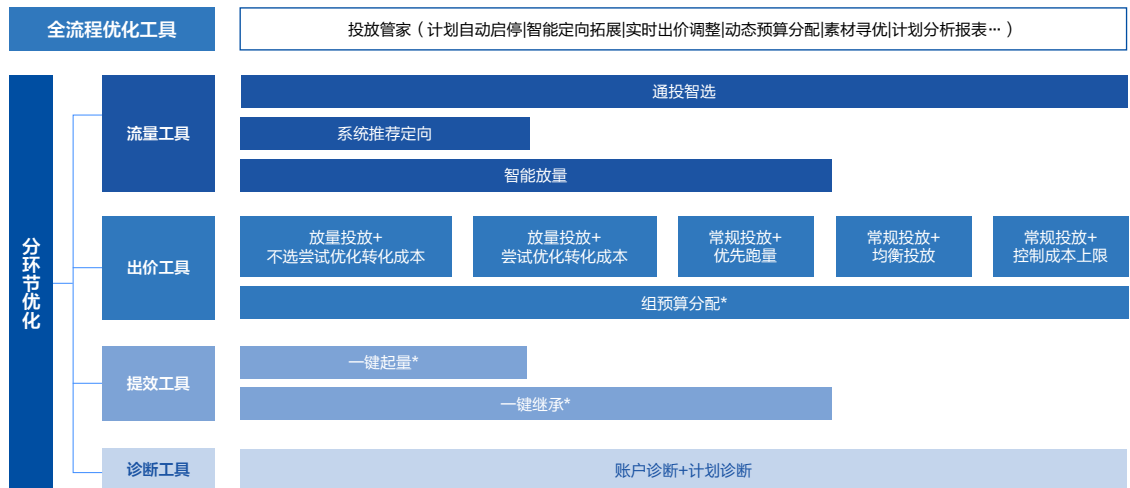 全流程优化工具
投放管家（计划自动启停|智能定向拓展|实时出价调整|动态预算分配|素材寻优|计划分析报表…）
分环节优化
流量工具
通投智选
系统推荐定向
智能放量
出价工具
放量投放+
不选尝试优化转化成本
放量投放+
尝试优化转化成本
常规投放+
优先跑量
常规投放+
均衡投放
常规投放+
控制成本上限
组预算分配*
提效工具
一键起量*
一键继承*
诊断工具
账户诊断+计划诊断